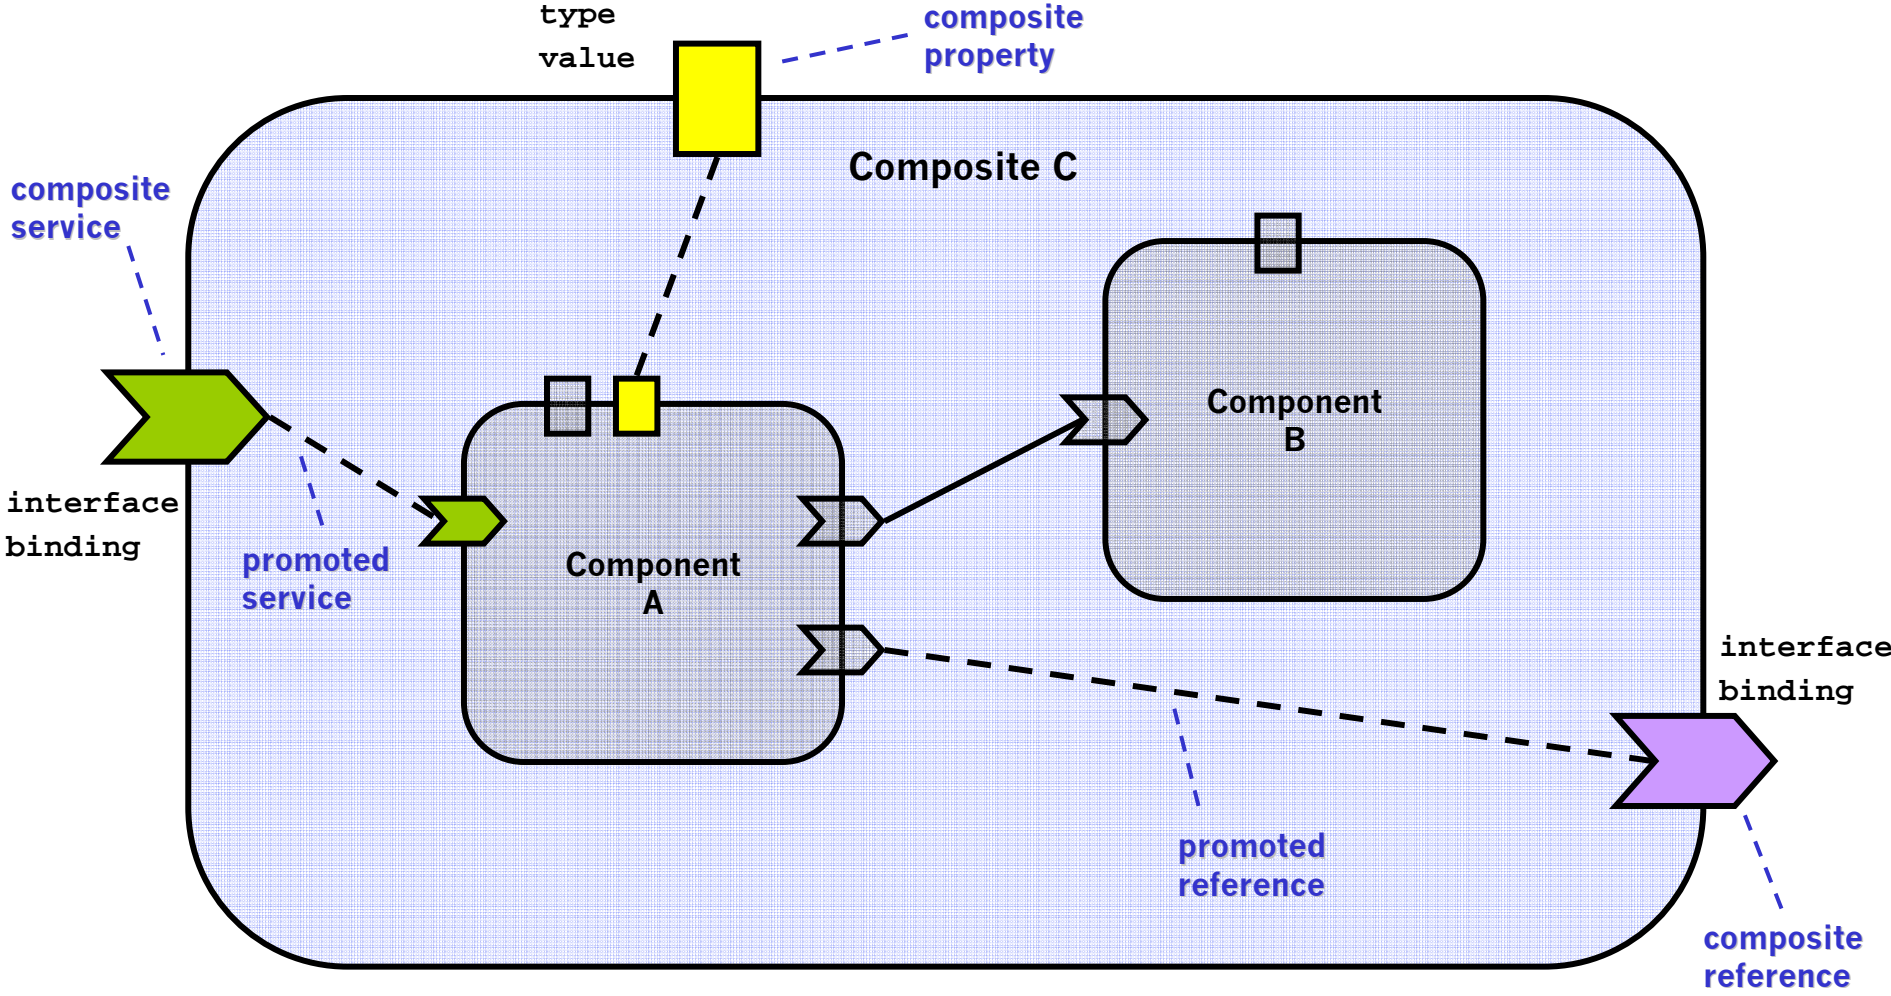 type
value
composite
property
Composite C
composite
service
Component
B
interface
binding
promoted
service
Component
A
interface
binding
promoted
reference
composite
reference